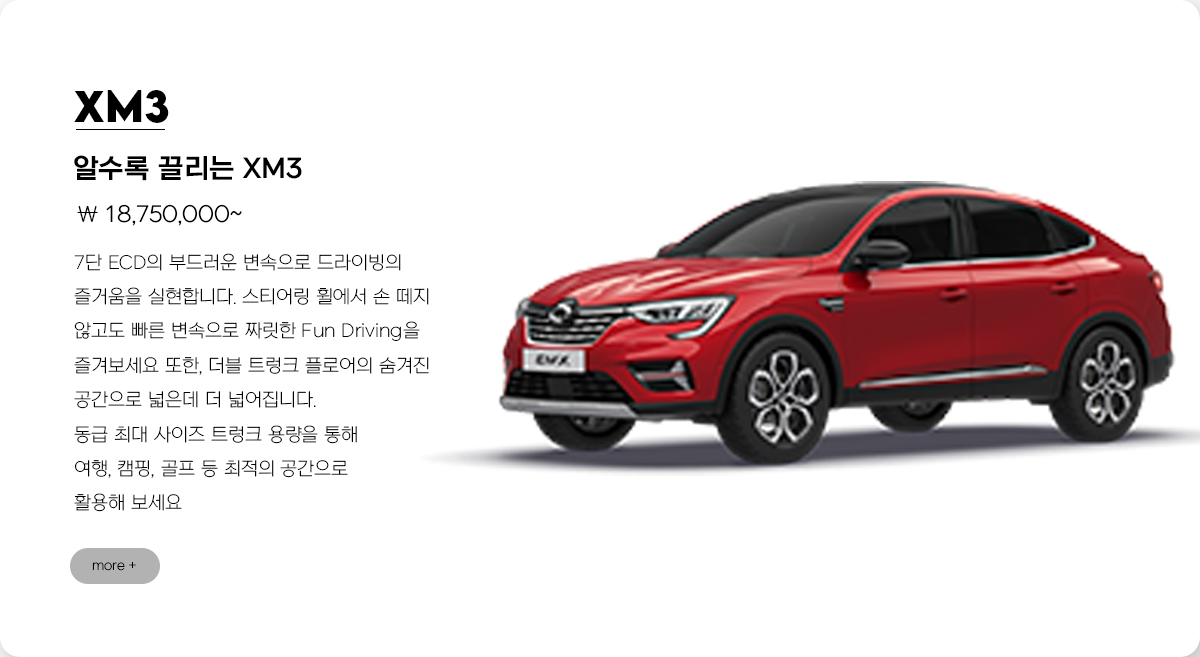 XM3
알수록 끌리는 XM3
₩ 18,750,000~
7단 ECD의 부드러운 변속으로 드라이빙의
즐거움을 실현합니다. 스티어링 휠에서 손 떼지
않고도 빠른 변속으로 짜릿한 Fun Driving을
즐겨보세요 또한, 더블 트렁크 플로어의 숨겨진
공간으로 넓은데 더 넓어집니다.
동급 최대 사이즈 트렁크 용량을 통해
여행, 캠핑, 골프 등 최적의 공간으로
활용해 보세요
more +